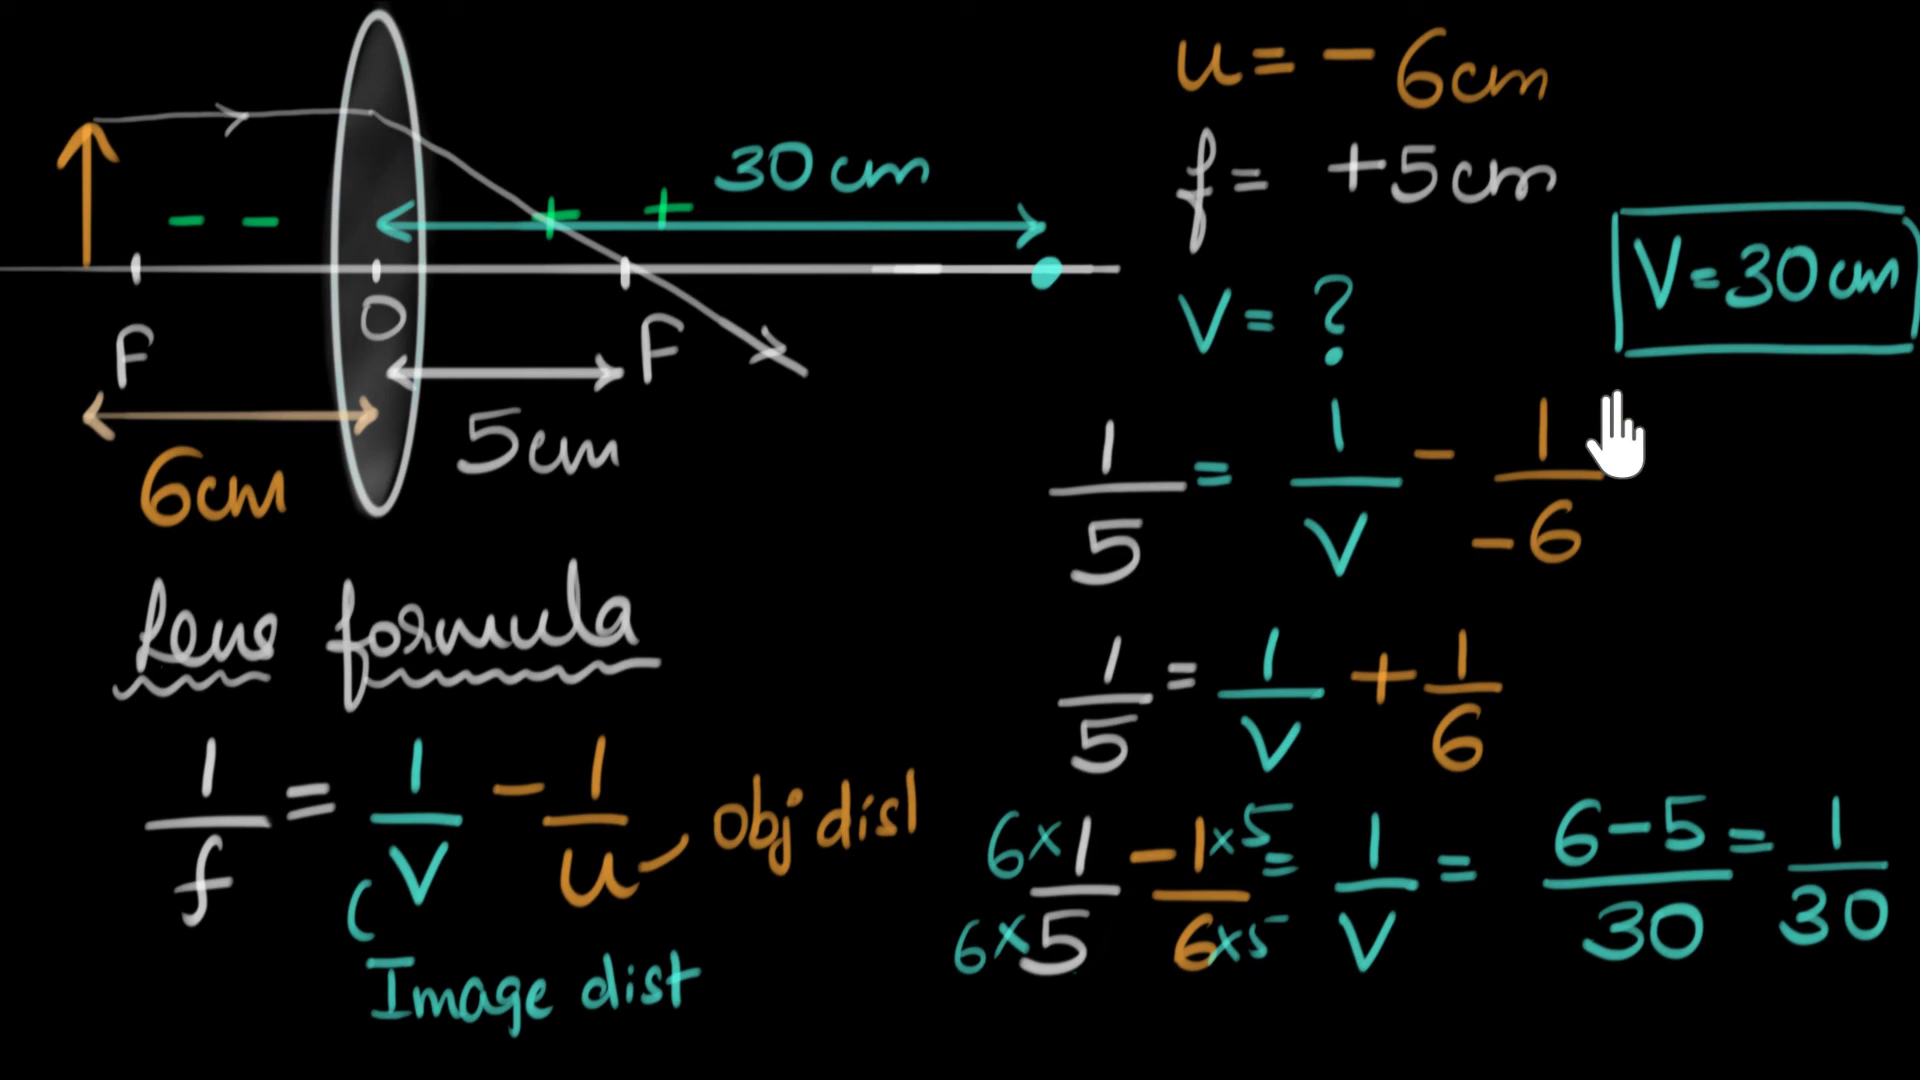 30 cm
- - + +
F O F
5cm
6cm
Lens formula
1/f = 1/V - 1/u
Obj dist
Image dist
u = - 6cm
f = +5cm
V = ?
V = 30 cm
1/5 = 1/V - 1/-6
1/5 = 1/V + 1/6
6×1/6×5 - 1×5/6×5 = 1/V = 6-5/30 = 1/30